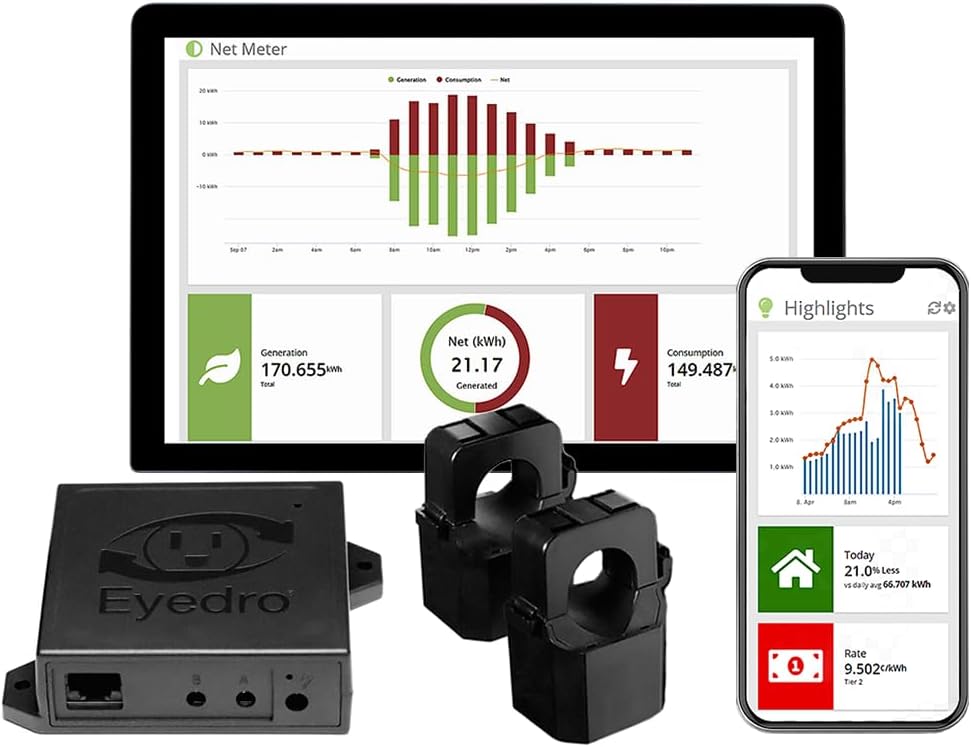 Net Meter
Generation Consumption Net
20 kWh
10 kWh
0 kWh
-10 kWh
Sep 07 2am 4am 6am 8am 10am 12pm 2pm 4pm 6pm 8pm 10pm
Generation
170.655kWh
Total
Net (kWh)
21.17
Generated
Consumption
149.487k
Total
Highlights
5.0 kWh
4.0 kWh
3.0 kWh
2.0 kWh
1.0 kWh
8. Apr 8am 4pm
Today
21.0% Less
vs daily avg 66.707 kWh
1
Rate
9.502¢/kWh
Tier 2
Eyedro
B A